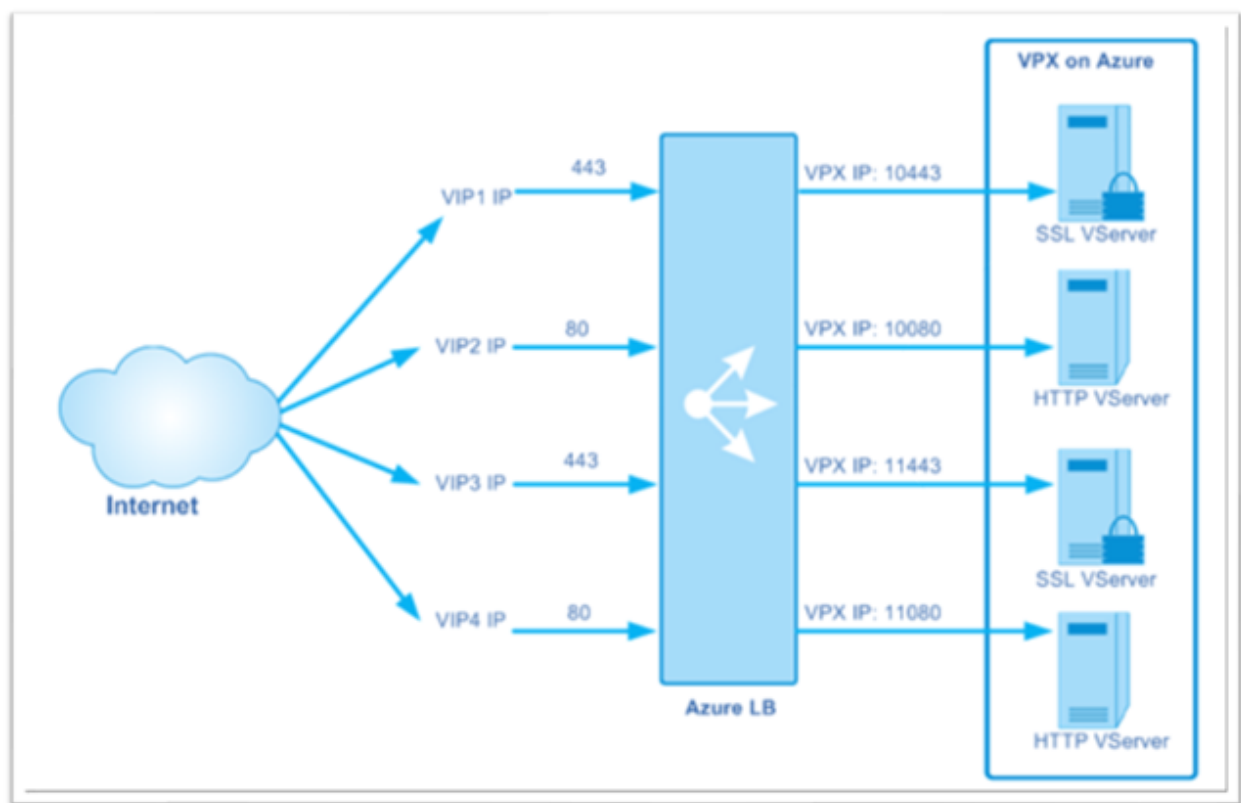 VPX on Azure
443
VPX IP: 10443
VIP1 IP
SSL VServer
80
VPX IP: 10080
VIP2 IP
HTTP VServer
443
VPX IP: 11443
VIP3 IP
Internet
SSL VServer
80
VPX IP: 11080
VIP4 IP
Azure LB
HTTP VServer